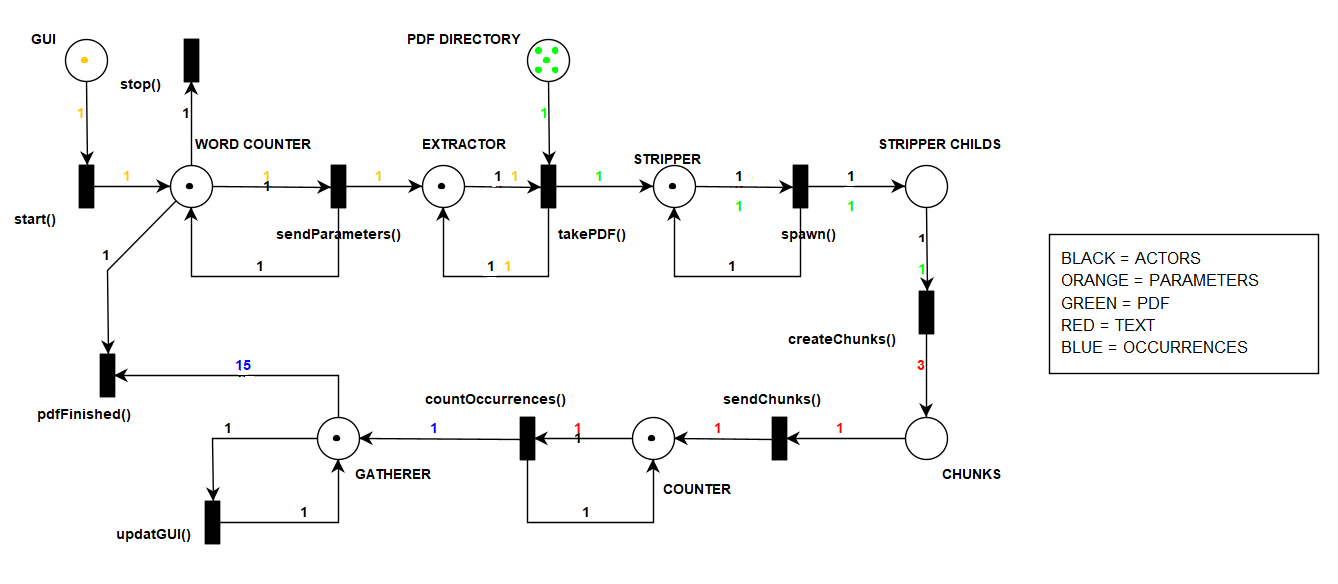 GUI
PDF DIRECTORY
stop()
1
1
1
WORD COUNTER
EXTRACTOR
STRIPPER
STRIPPER CHILDS
1
1
1
1
1 1
1
1
1
1
1
1
start()
sendParameters()
takePDF()
spawn()
1
1
1
1 1
1
1
BLACK = ACTORS
ORANGE = PARAMETERS
GREEN = PDF
RED = TEXT
BLUE = OCCURRENCES
createChunks()
15
3
pdfFinished()
countOccurrences()
sendChunks()
1
1
1
1
1
1
GATHERER
COUNTER
CHUNKS
1
1
updatGUI()